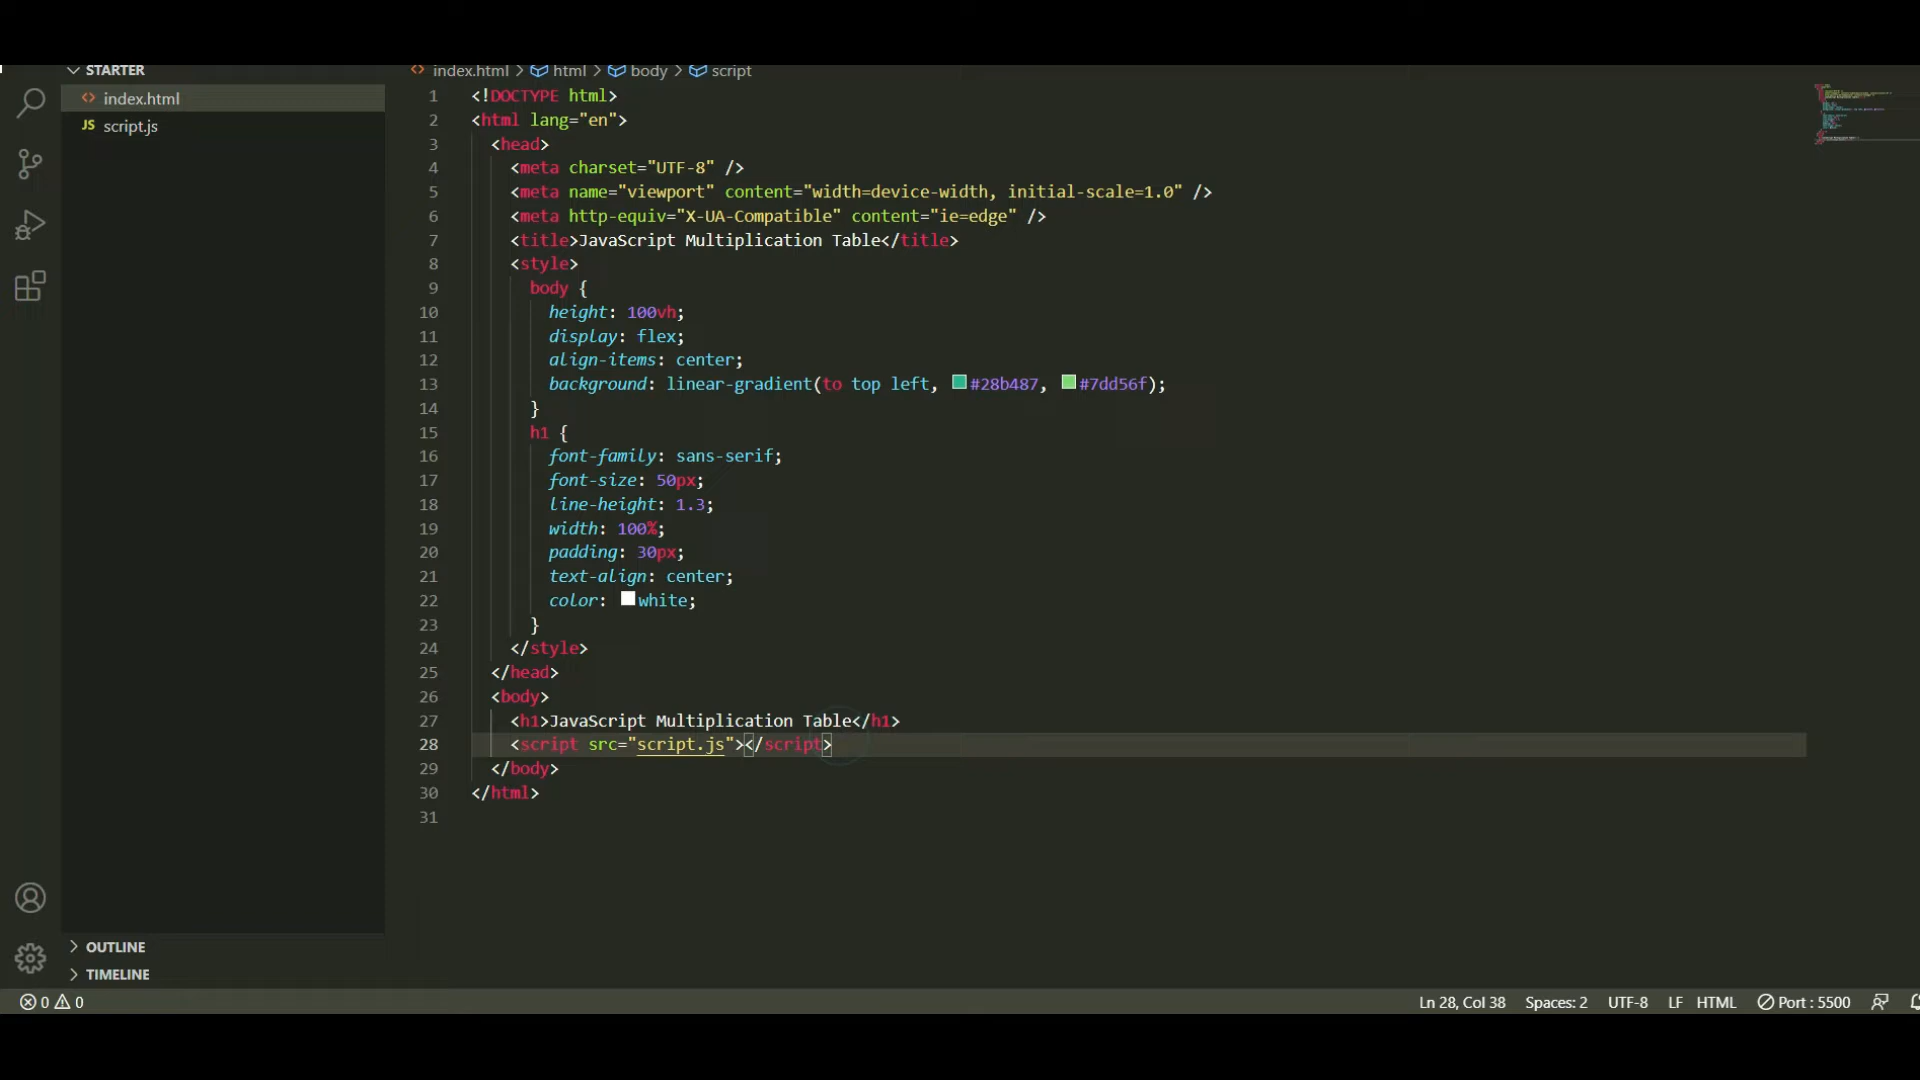 STARTER
index.html
JS script.js
OUTLINE
TIMELINE
index.html > html > body > script
1 <!DOCTYPE html>
2 <html lang="en">
3 <head>
4 <meta charset="UTF-8" />
5 <meta name="viewport" content="width=device-width, initial-scale=1.0" />
6 <meta http-equiv="X-UA-Compatible" content="ie=edge" />
7 <title>JavaScript Multiplication Table</title>
8 <style>
9 body {
10 height: 100vh;
11 display: flex;
12 align-items: center;
13 background: linear-gradient(to top left, #28b487, #7dd56f);
14 }
15 h1 {
16 font-family: sans-serif;
17 font-size: 50px;
18 line-height: 1.3;
19 width: 100%;
20 padding: 30px;
21 text-align: center;
22 color: white;
23 }
24 </style>
25 </head>
26 <body>
27 <h1>JavaScript Multiplication Table</h1>
28 <script src="script.js"></script>
29 </body>
30 </html>
31
0 0 Ln 28, Col 38 Spaces: 2 UTF-8 LF HTML Port : 5500